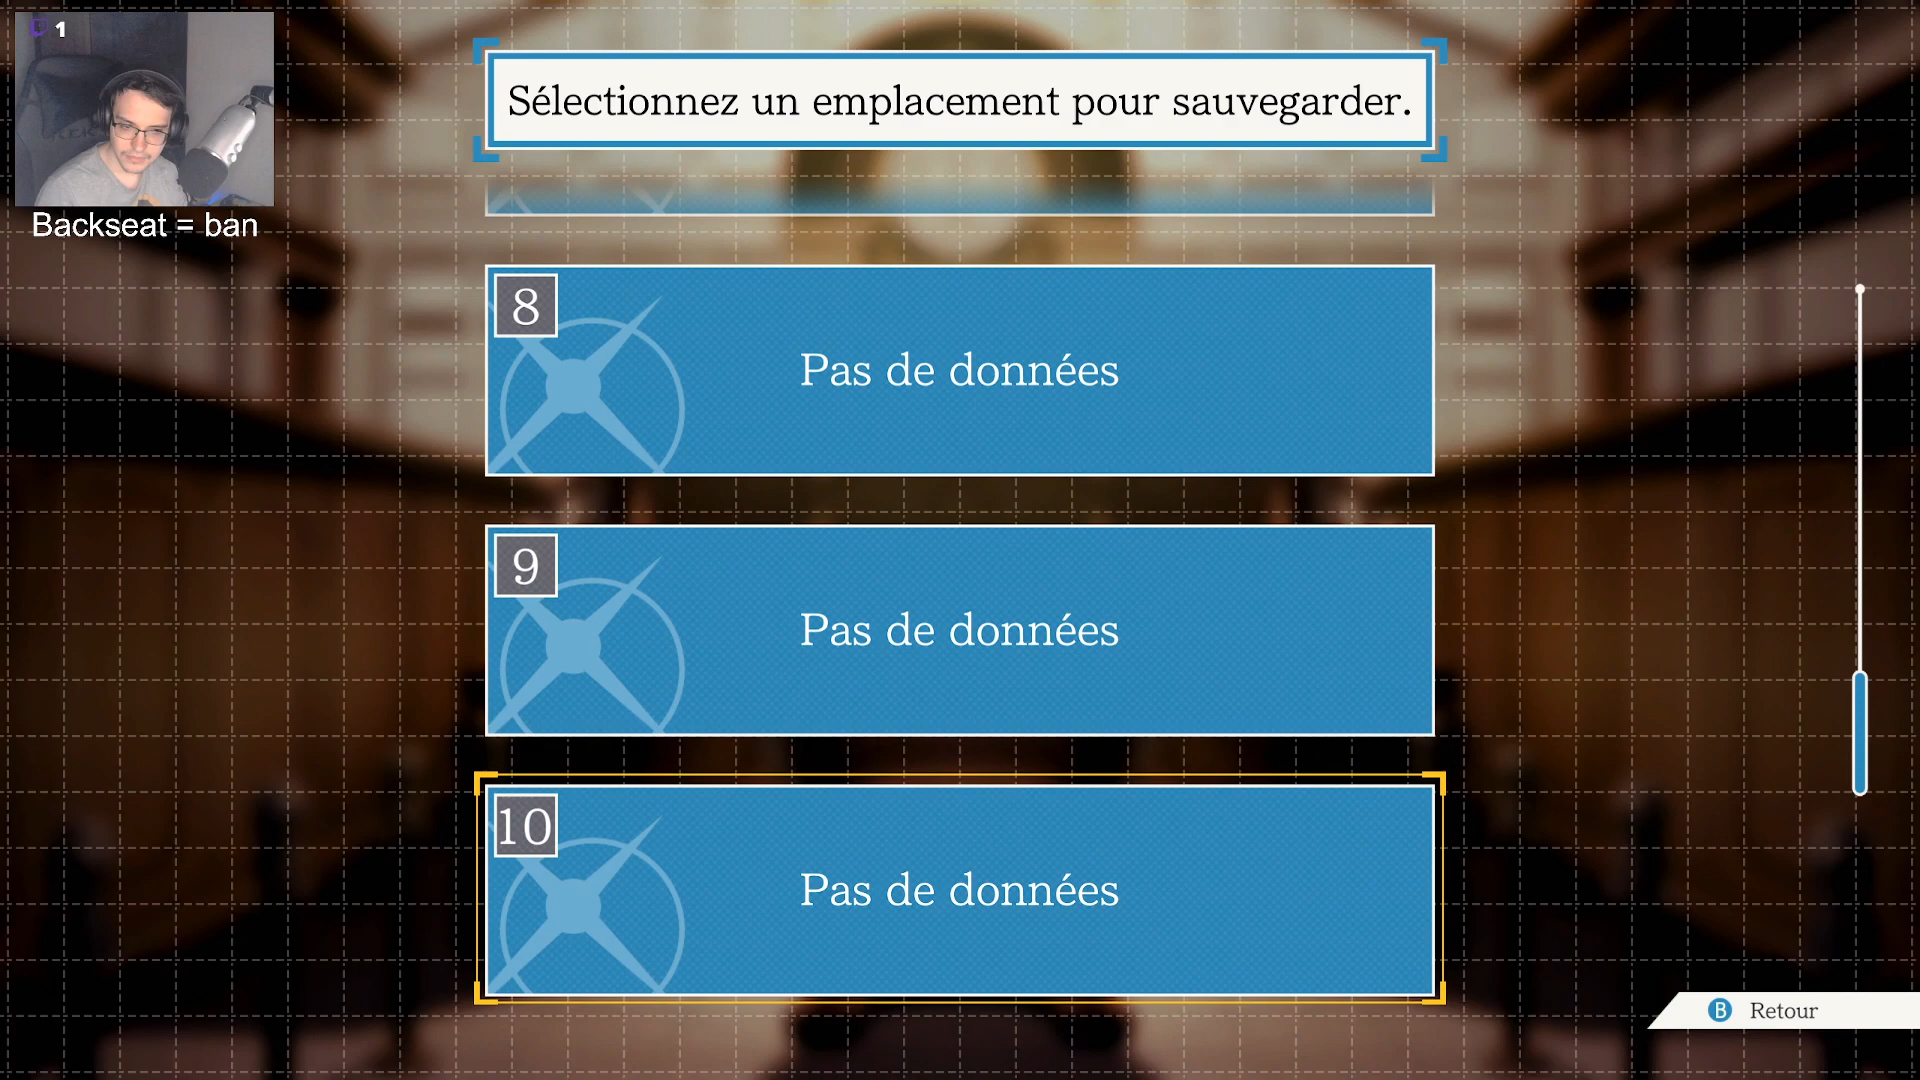 1
Backseat = ban
Sélectionnez un emplacement pour sauvegarder.
8
Pas de données
9
Pas de données
10
Pas de données
B Retour